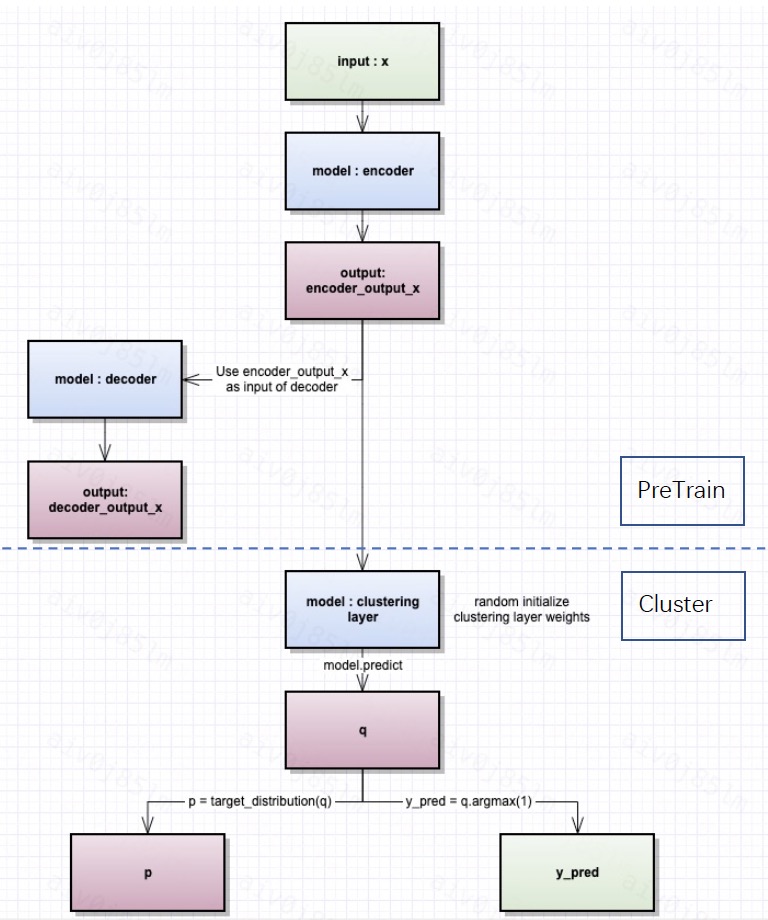 input : x
model : encoder
output:
encoder_output_x
Use encoder_output_x
as input of decoder
model : decoder
output:
decoder_output_x
PreTrain
Cluster
model : clustering
layer
random initialize
clustering layer weights
model.predict
q
p = target_distribution(q)
y_pred = q.argmax(1)
p
y_pred